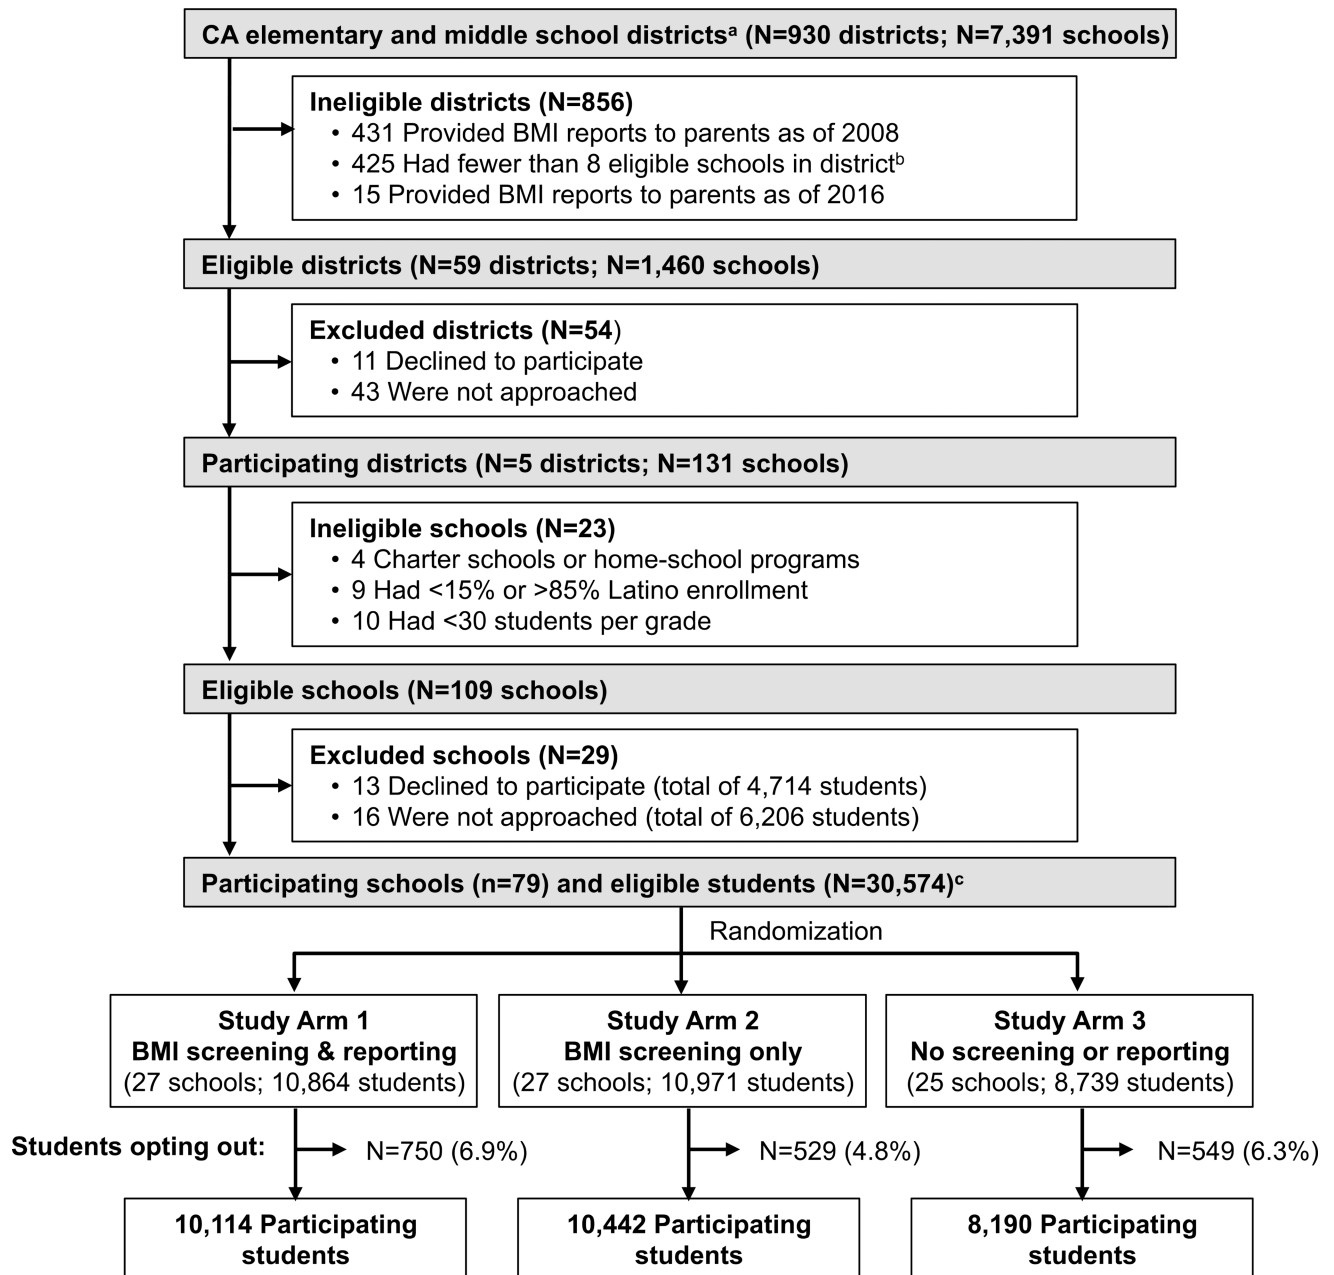 CA elementary and middle school districtsᵃ (N=930 districts; N=7,391 schools)
Ineligible districts (N=856)
• 431 Provided BMI reports to parents as of 2008
• 425 Had fewer than 8 eligible schools in districtᵇ
• 15 Provided BMI reports to parents as of 2016
Eligible districts (N=59 districts; N=1,460 schools)
Excluded districts (N=54)
• 11 Declined to participate
• 43 Were not approached
Participating districts (N=5 districts; N=131 schools)
Ineligible schools (N=23)
• 4 Charter schools or home-school programs
• 9 Had <15% or >85% Latino enrollment
• 10 Had <30 students per grade
Eligible schools (N=109 schools)
Excluded schools (N=29)
• 13 Declined to participate (total of 4,714 students)
• 16 Were not approached (total of 6,206 students)
Participating schools (n=79) and eligible students (N=30,574)ᶜ
Randomization
Study Arm 1
BMI screening & reporting
(27 schools; 10,864 students)
Study Arm 2
BMI screening only
(27 schools; 10,971 students)
Study Arm 3
No screening or reporting
(25 schools; 8,739 students)
Students opting out:
N=750 (6.9%)
N=529 (4.8%)
N=549 (6.3%)
10,114 Participating
students
10,442 Participating
students
8,190 Participating
students